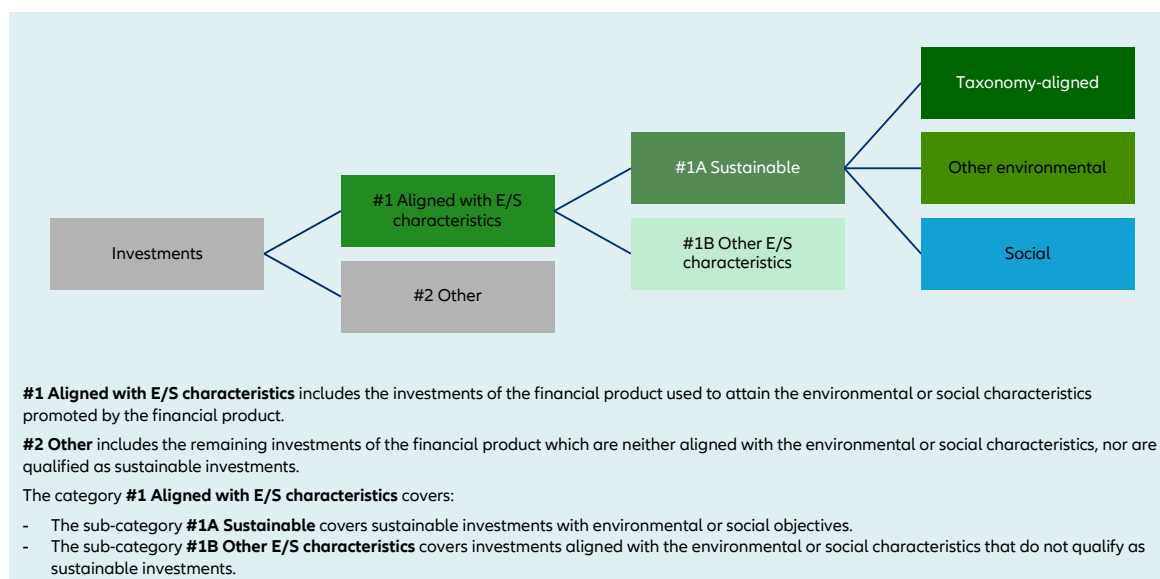 Taxonomy-aligned
#1A Sustainable
Other environmental
#1 Aligned with E/S
characteristics
#1B Other E/S
characteristics
Investments
Social
#2 Other
#1 Aligned with E/S characteristics includes the investments of the financial product used to attain the environmental or social characteristics
promoted by the financial product.
#2 Other includes the remaining investments of the financial product which are neither aligned with the environmental or social characteristics, nor are
qualified as sustainable investments.
The category #1 Aligned with E/S characteristics covers:
- The sub-category #1A Sustainable covers sustainable investments with environmental or social objectives.
- The sub-category #1B Other E/S characteristics covers investments aligned with the environmental or social characteristics that do not qualify as
sustainable investments.